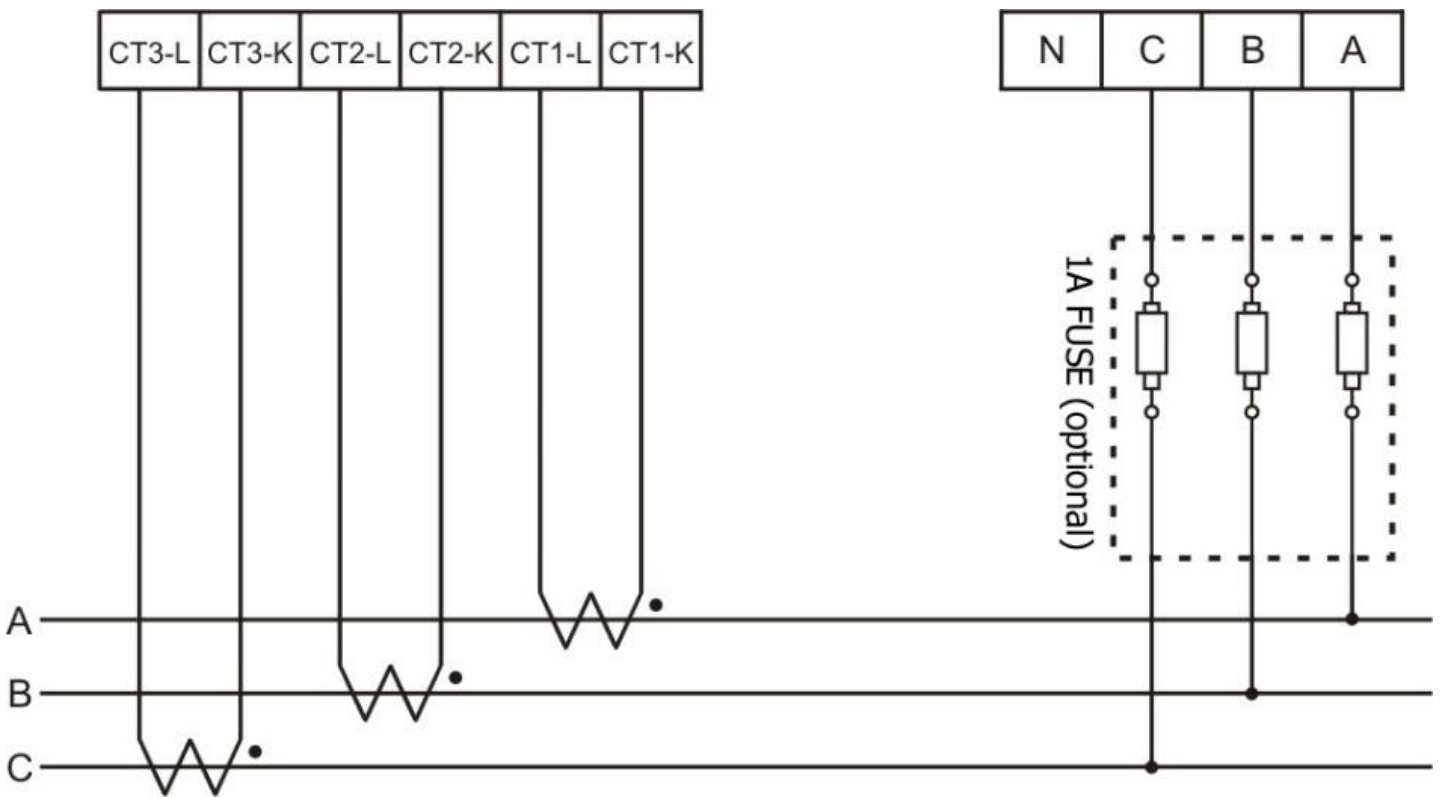 CT3-L CT3-K CT2-L CT2-K CT1-L CT1-K
N C B A
1A FUSE (optional)
A
B
C